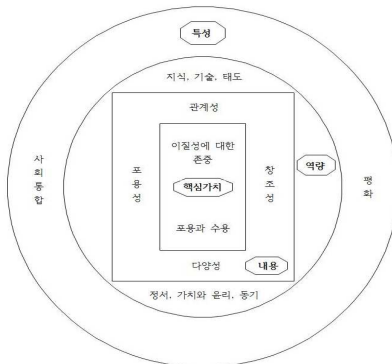 특성
지식, 기술, 태도
관계성
이질성에 대한
존중
사회통합
포용성
핵심가치
창조성
역량
평화
포용과 수용
다양성
내용
정서, 가치와 윤리, 동기